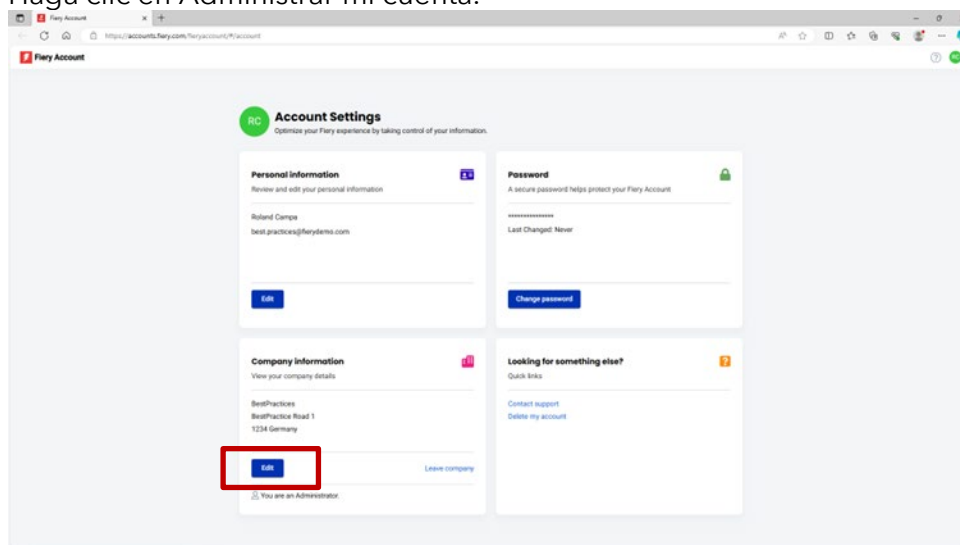 Haga clic en Administrar mi cuenta.
Fiery Account
https://accounts.fiery.com/fieryaccount/#/account
Fiery Account
RC
RC
Account Settings
Optimize your Fiery experience by taking control of your information.
Personal information
Review and edit your personal information
Roland Campa
best.practices@fierydemo.com
Edit
Password
A secure password helps protect your Fiery Account
***************
Last Changed: Never
Change password
Company information
View your company details
BestPractices
BestPractice Road 1
1234 Germany
Edit
Leave company
You are an Administrator.
Looking for something else?
Quick links
Contact support
Delete my account